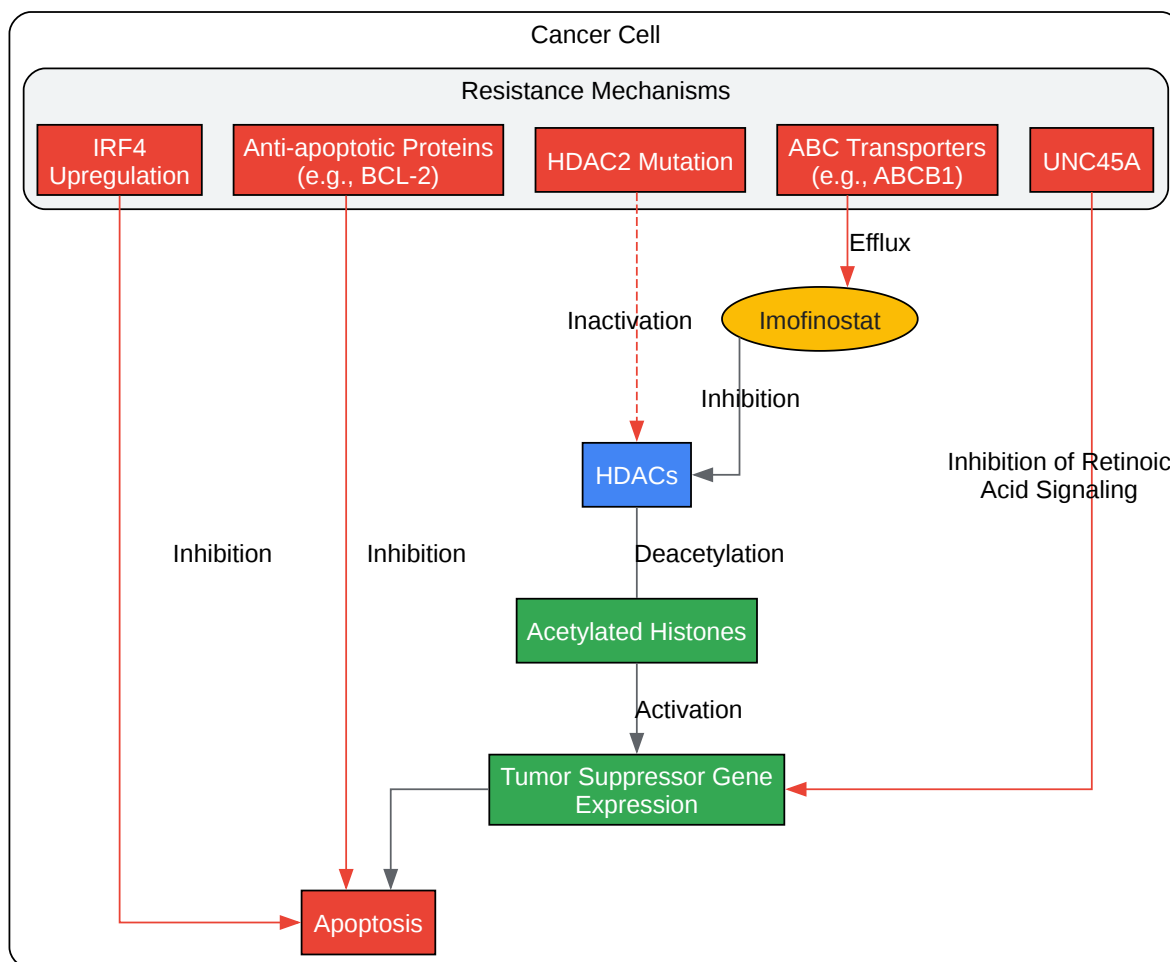 Cancer Cell
Resistance Mechanisms
IRF4
Upregulation
Anti-apoptotic Proteins
(e.g., BCL-2)
HDAC2 Mutation
ABC Transporters
(e.g., ABCB1)
UNC45A
Efflux
Imofinostat
Inactivation
Inhibition
HDACs
Inhibition of Retinoic
Acid Signaling
Inhibition
Inhibition
Deacetylation
Acetylated Histones
Activation
Tumor Suppressor Gene
Expression
Apoptosis